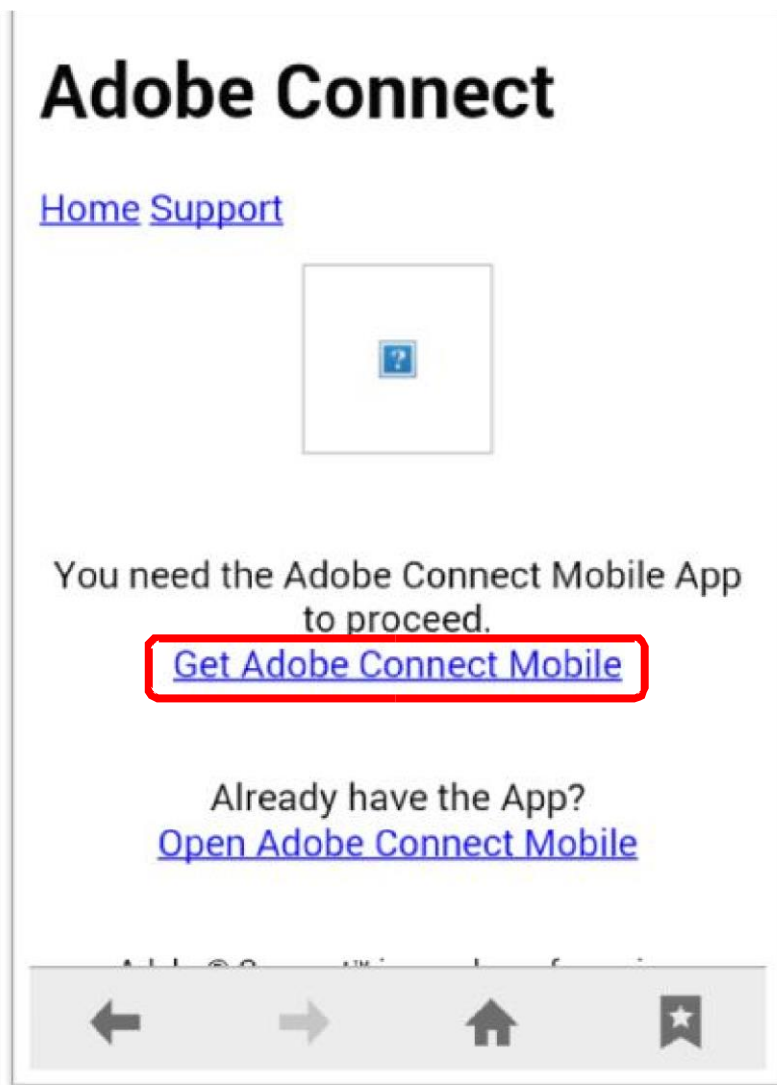 Adobe Connect
Home Support
You need the Adobe Connect Mobile App
to proceed.
Get Adobe Connect Mobile
Already have the App?
Open Adobe Connect Mobile